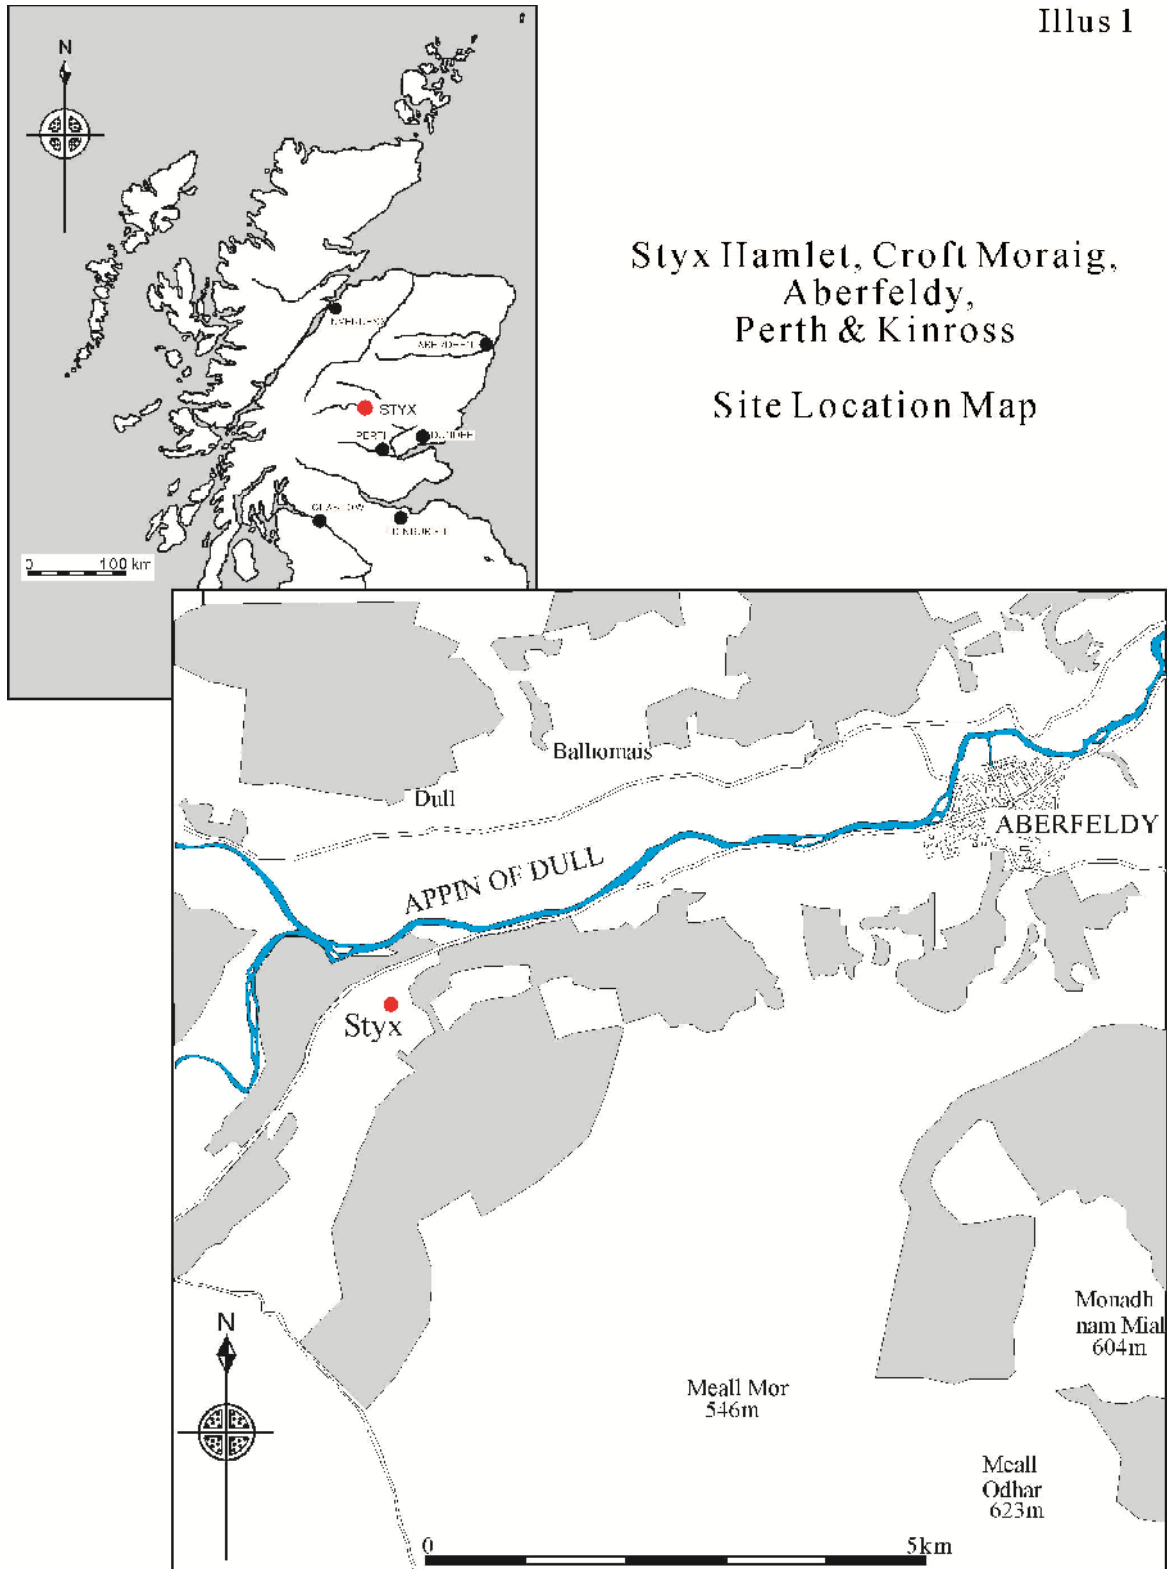 Illus 1
N
STYX
0 100 km
Styx Hamlet, Croft Moraig,
Aberfeldy,
Perth & Kinross
Site Location Map
Balhomais
Dull
ABERFELDY
APPIN OF DULL
Styx
Monadh
nam Mial
604m
Meall Mor
546m
Meall
Odhar
623m
N
0 5km